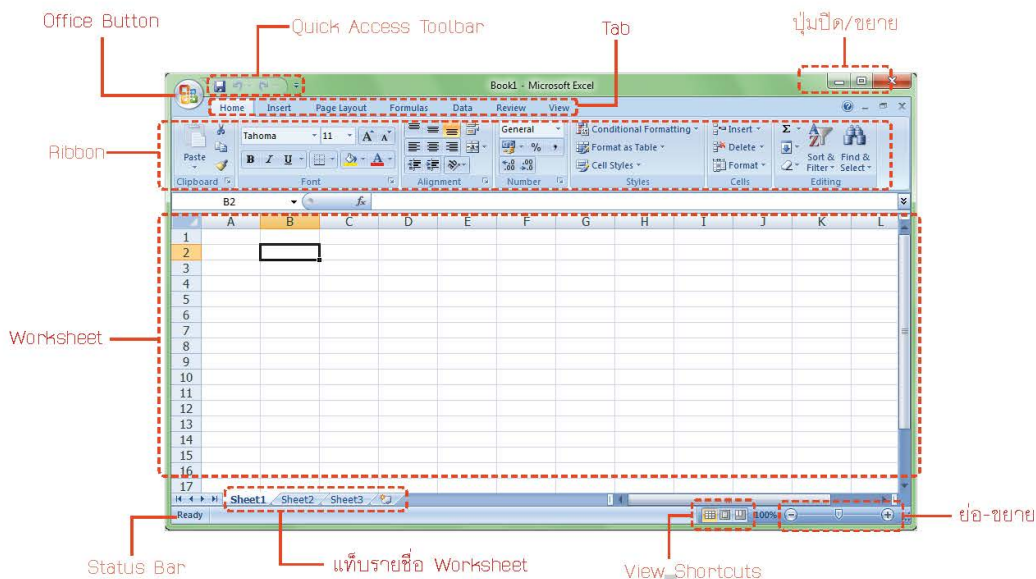 Office Button
Quick Access Toolbar
Tab
ปุ่มปิด/ขยาย
Book1 - Microsoft Excel
Home Insert Page Layout Formulas Data Review View
Ribbon
Paste
Clipboard
Tahoma 11 A A
B I U A
Font
Alignment
General
% ,
.0 .00 .00 .0
Number
Conditional Formatting
Format as Table
Cell Styles
Styles
Insert
Delete
Format
Cells
Σ
Sort & Filter
Find & Select
Editing
B2 fx
A B C D E F G H I J K L
1
2
3
4
5
6
7
8
9
10
11
12
13
14
15
16
17
Worksheet
Sheet1 Sheet2 Sheet3
Ready 100%
ย่อ-ขยาย
Status Bar
แท็บรายชื่อ Worksheet
View Shortcuts